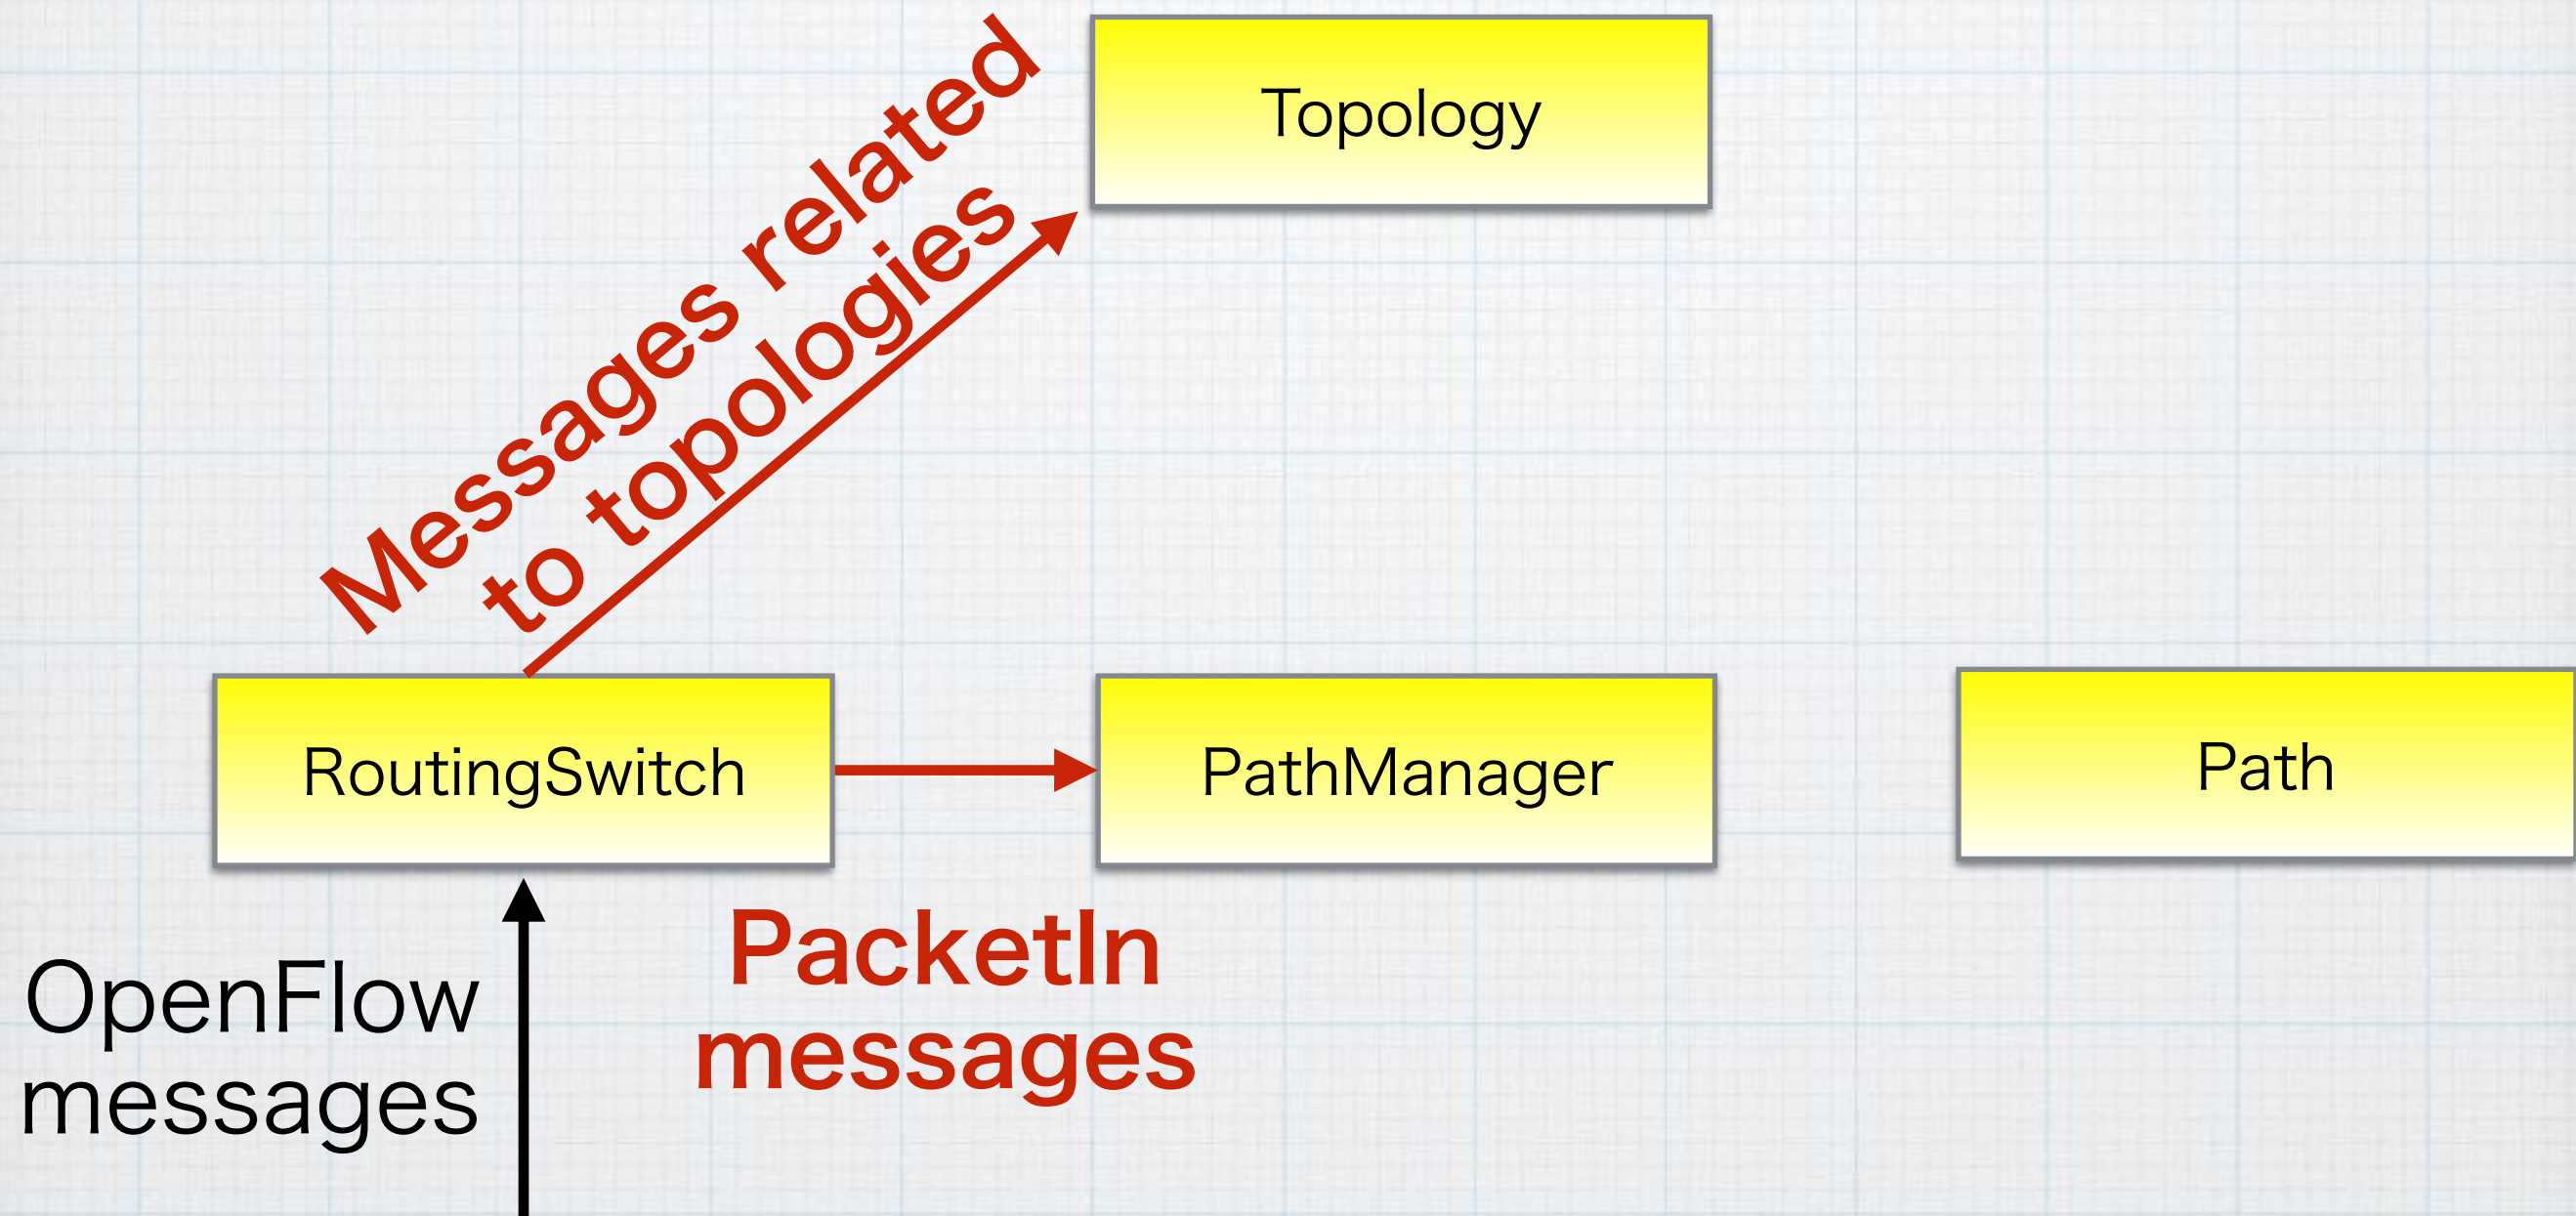 Topology
Messages related
to topologies
RoutingSwitch
PathManager
Path
OpenFlow
messages
PacketIn
messages